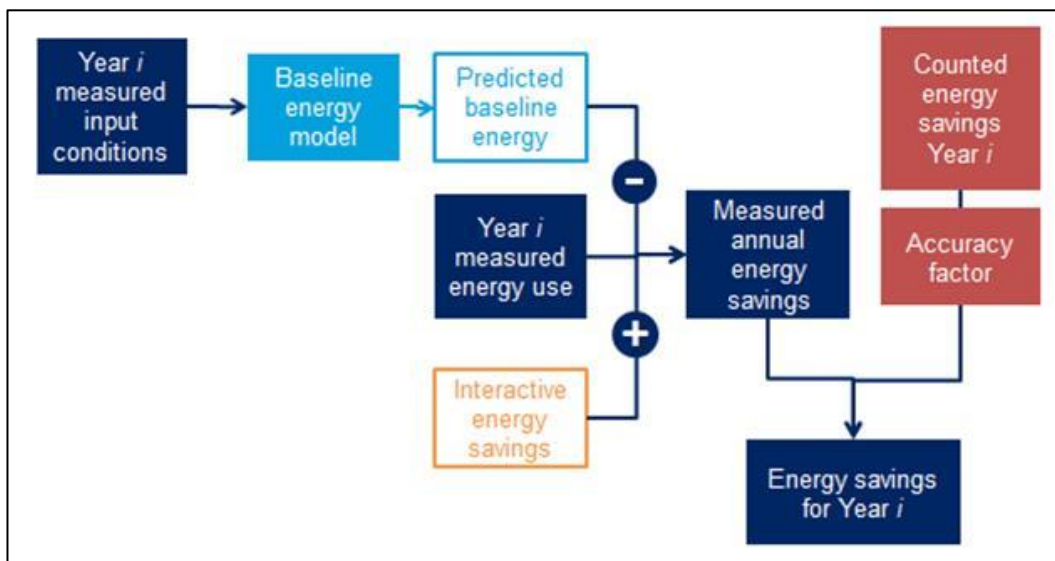 Year i
measured
input
conditions
Baseline
energy
model
Predicted
baseline
energy
Counted
energy
savings
Year i
-
Year i
measured
energy use
Measured
annual
energy
savings
Accuracy
factor
+
Interactive
energy
savings
Energy savings
for Year i